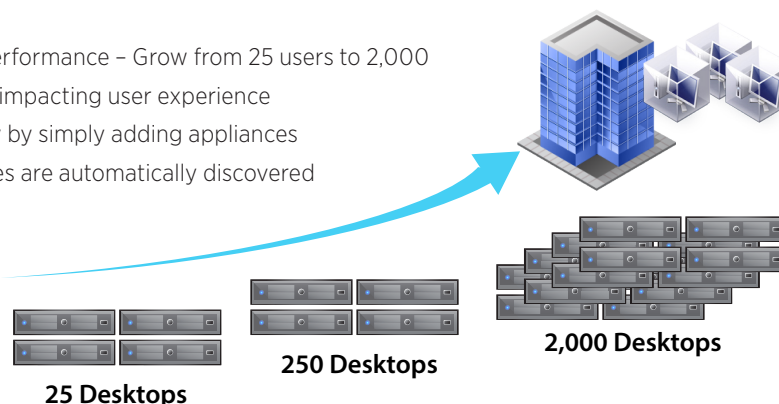 erformance – Grow from 25 users to 2,000
impacting user experience
by simply adding appliances
es are automatically discovered
25 Desktops
250 Desktops
2,000 Desktops